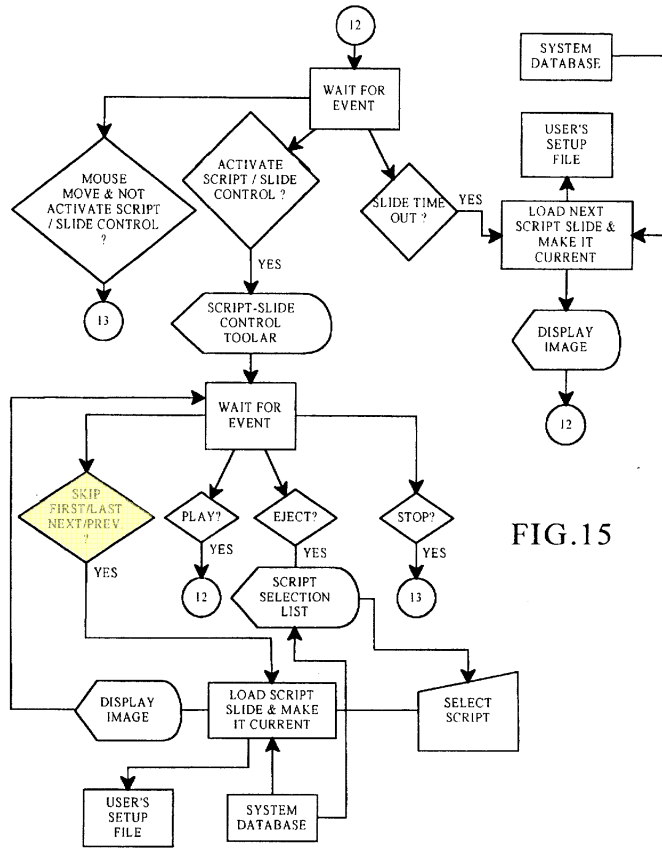 12
WAIT FOR
EVENT
SYSTEM
DATABASE
USER'S
SETUP
FILE
MOUSE
MOVE & NOT
ACTIVATE SCRIPT
/ SLIDE CONTROL
?
ACTIVATE
SCRIPT / SLIDE
CONTROL ?
SLIDE TIME
OUT ?
YES
LOAD NEXT
SCRIPT SLIDE &
MAKE IT
CURRENT
YES
13
SCRIPT-SLIDE
CONTROL
TOOLAR
DISPLAY
IMAGE
12
WAIT FOR
EVENT
SKIP
FIRST/LAST
NEXT/PREV.
?
YES
PLAY?
YES
12
EJECT?
YES
STOP?
YES
13
FIG.15
SCRIPT
SELECTION
LIST
DISPLAY
IMAGE
LOAD SCRIPT
SLIDE & MAKE
IT CURRENT
SELECT
SCRIPT
USER'S
SETUP
FILE
SYSTEM
DATABASE